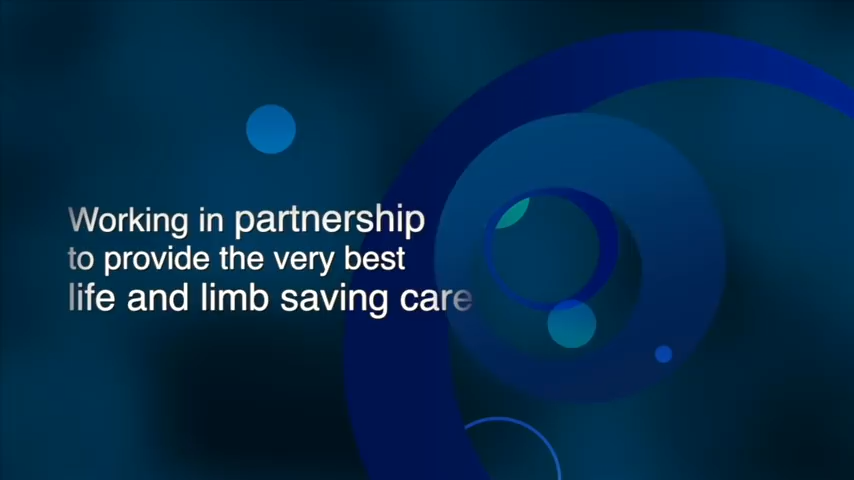 Working in partnership
to provide the very best
life and limb saving care